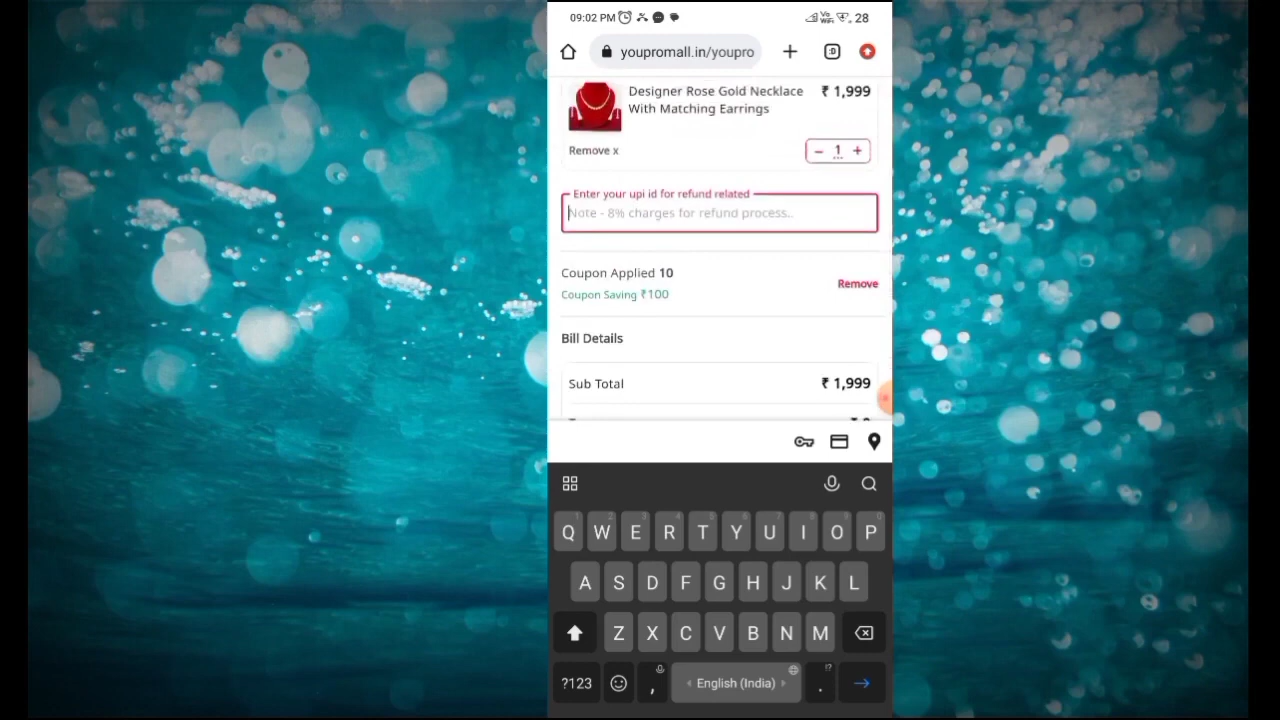 09:02 PM 28
youpromall.in/youpro
Designer Rose Gold Necklace ₹ 1,999
With Matching Earrings
Remove x − 1 +
Enter your upi id for refund related
Note - 8% charges for refund process..
Coupon Applied 10
Remove
Coupon Saving ₹100
Bill Details
Sub Total ₹ 1,999
Q W E R T Y U I O P
A S D F G H J K L
Z X C V B N M
?123 , English (India) .